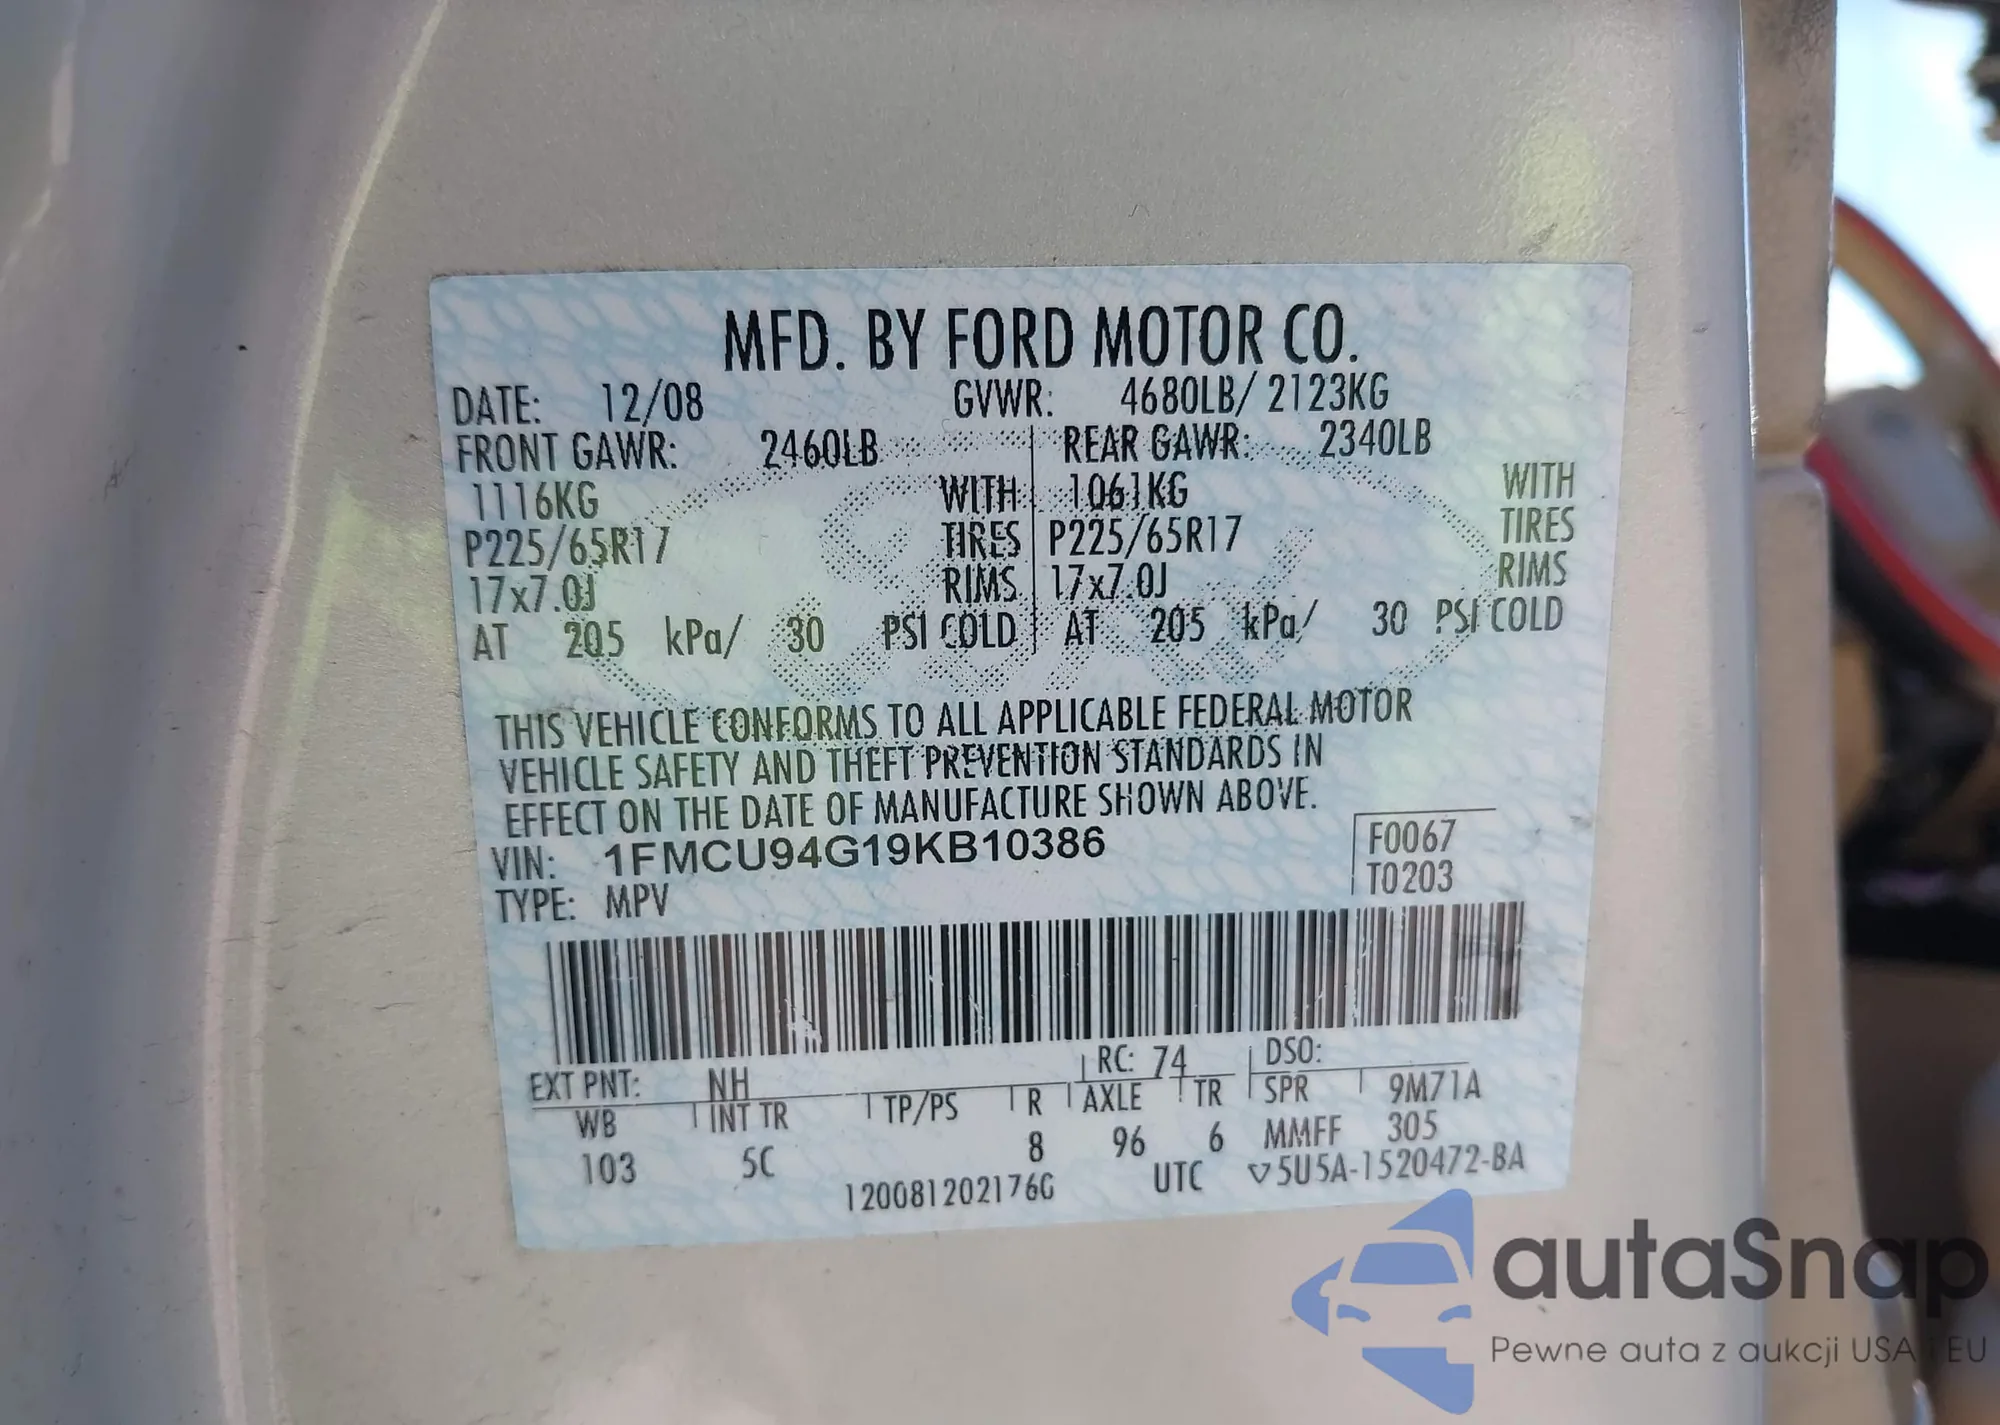 MFD. BY FORD MOTOR CO.
DATE: 12/08 GVWR: 4680LB/ 2123KG
FRONT GAWR: 2460LB REAR GAWR: 2340LB
1116KG WITH 1061KG WITH
P225/65R17 TIRES P225/65R17 TIRES
17x7.0J RIMS 17x7.0J RIMS
AT 205 kPa/ 30 PSI COLD AT 205 kPa/ 30 PSI COLD
THIS VEHICLE CONFORMS TO ALL APPLICABLE FEDERAL MOTOR
VEHICLE SAFETY AND THEFT PREVENTION STANDARDS IN
EFFECT ON THE DATE OF MANUFACTURE SHOWN ABOVE.
VIN: 1FMCU94G19KB10386 F0067
TYPE: MPV T0203
EXT PNT: NH RC: 74 DSO:
WB INT TR TP/PS R AXLE TR SPR 9M71A
103 5C 8 96 6 MMFF 305
1200812021766 UTC 5U5A-1520472-BA
autaSnap
Pewne auta z aukcji USA i EU